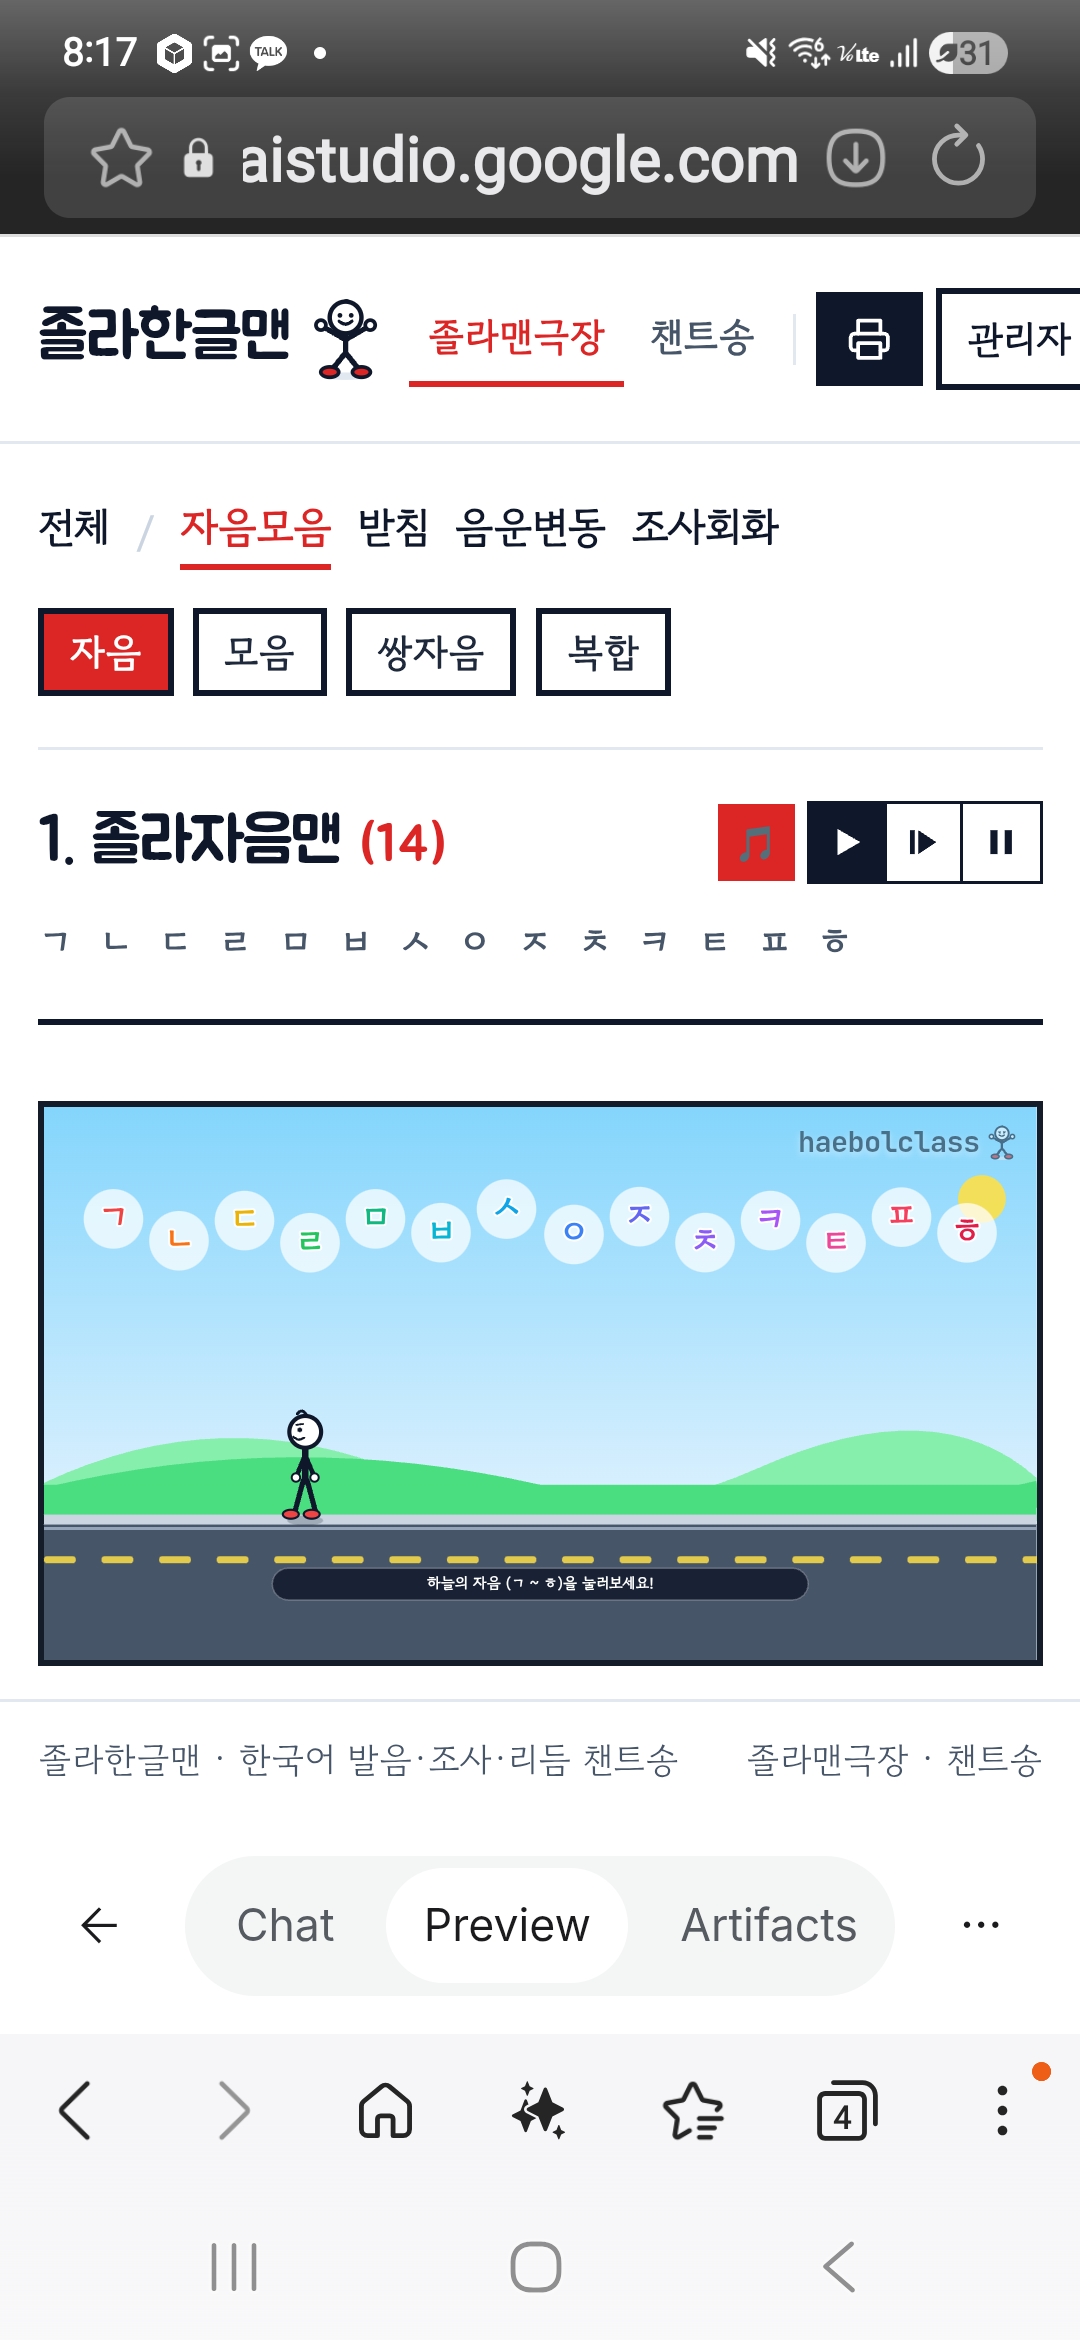 8:17 TALK 6 Volte 31
aistudio.google.com
졸라한글맨 졸라맨극장 챈트송 관리자
전체 / 자음모음 받침 음운변동 조사회화
자음 모음 쌍자음 복합
1. 졸라자음맨 (14)
ㄱ ㄴ ㄷ ㄹ ㅁ ㅂ ㅅ ㅇ ㅈ ㅊ ㅋ ㅌ ㅍ ㅎ
haebolclass
ㄱ ㄴ ㄷ ㄹ ㅁ ㅂ ㅅ ㅇ ㅈ ㅊ ㅋ ㅌ ㅍ ㅎ
하늘의 자음 (ㄱ ~ ㅎ)을 눌러보세요!
졸라한글맨 · 한국어 발음·조사·리듬 챈트송 졸라맨극장 · 챈트송
Chat Preview Artifacts
4